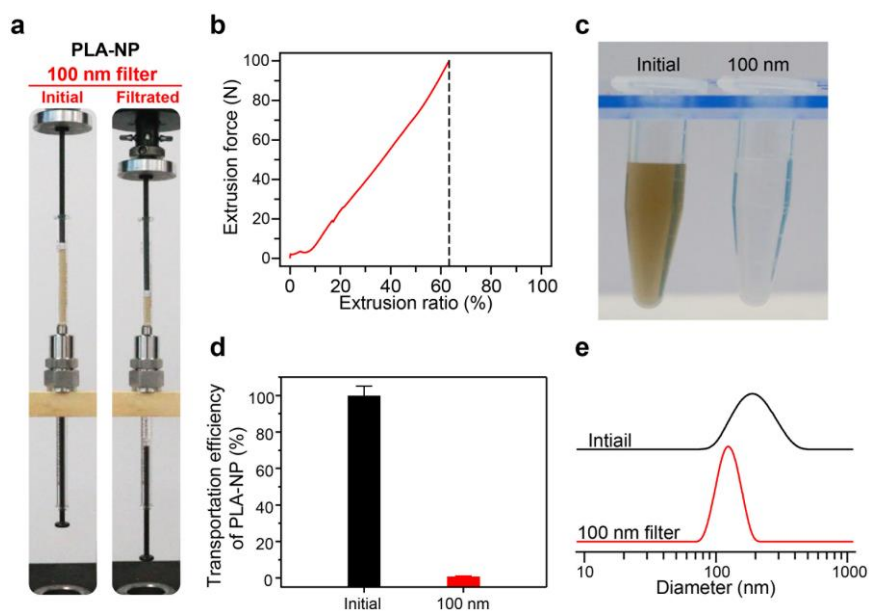 a
PLA-NP
100 nm filter
Initial Filtrated
b
Extrusion force (N)
100
80
60
40
20
0
0 20 40 60 80 100
Extrusion ratio (%)
c
Initial 100 nm
d
Transportation efficiency
of PLA-NP (%)
100
80
60
40
20
0
Initial 100 nm
e
Intiail
100 nm filter
10 100 1000
Diameter (nm)